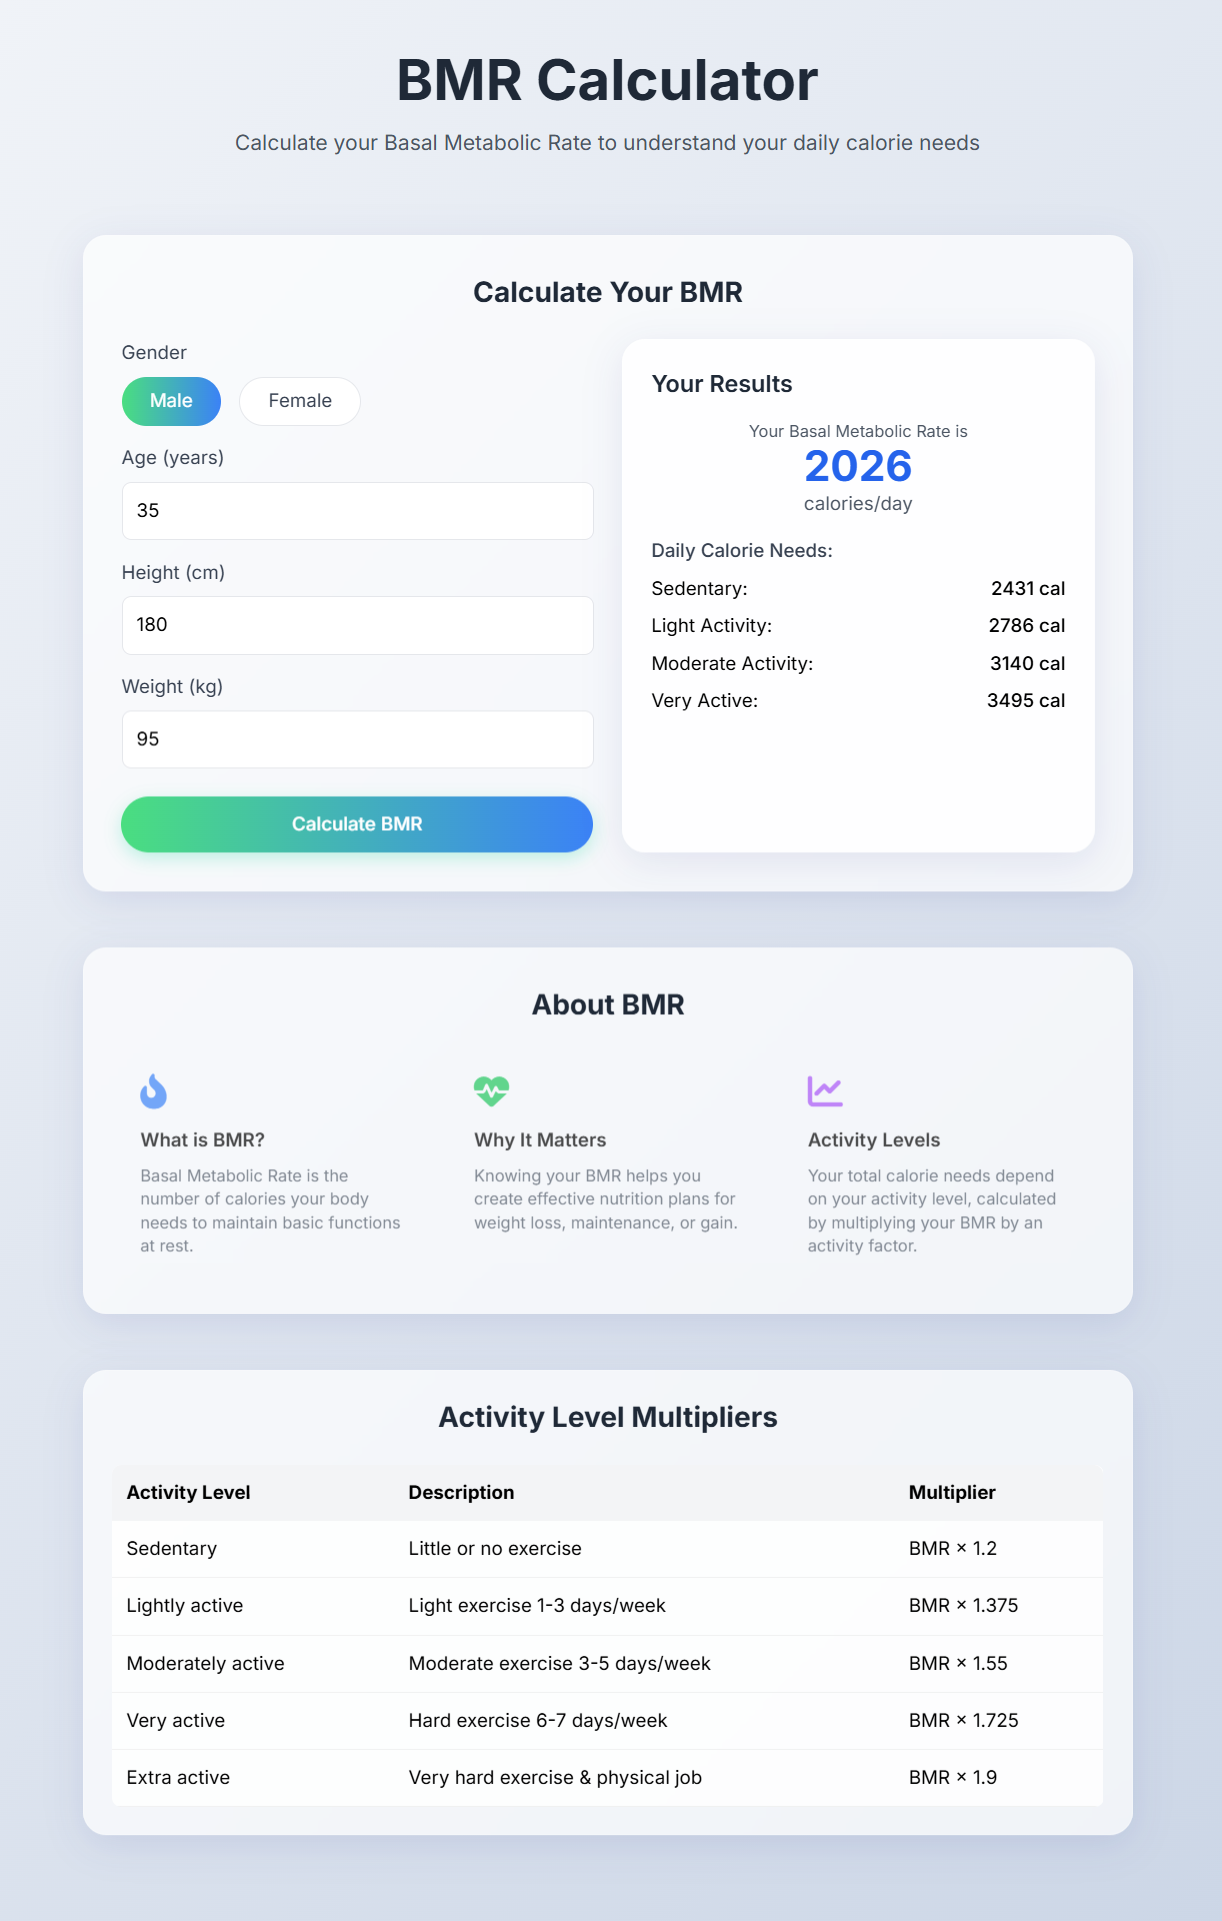 BMR Calculator
Calculate your Basal Metabolic Rate to understand your daily calorie needs
Calculate Your BMR
Gender
Male
Female
Age (years)
35
Height (cm)
180
Weight (kg)
95
Calculate BMR
Your Results
Your Basal Metabolic Rate is
2026
calories/day
Daily Calorie Needs:
Sedentary: 2431 cal
Light Activity: 2786 cal
Moderate Activity: 3140 cal
Very Active: 3495 cal
About BMR
What is BMR?
Basal Metabolic Rate is the
number of calories your body
needs to maintain basic functions
at rest.
Why It Matters
Knowing your BMR helps you
create effective nutrition plans for
weight loss, maintenance, or gain.
Activity Levels
Your total calorie needs depend
on your activity level, calculated
by multiplying your BMR by an
activity factor.
Activity Level Multipliers
Activity Level Description Multiplier
Sedentary Little or no exercise BMR × 1.2
Lightly active Light exercise 1-3 days/week BMR × 1.375
Moderately active Moderate exercise 3-5 days/week BMR × 1.55
Very active Hard exercise 6-7 days/week BMR × 1.725
Extra active Very hard exercise & physical job BMR × 1.9